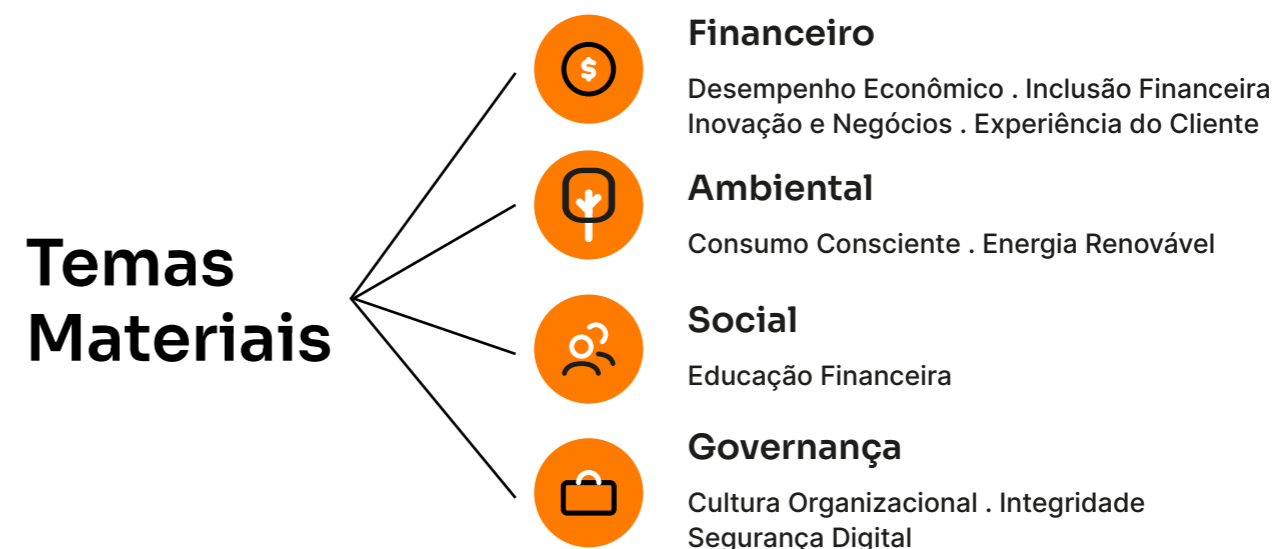 Temas
Materiais
$
Financeiro
Desempenho Econômico . Inclusão Financeira
Inovação e Negócios . Experiência do Cliente
Ambiental
Consumo Consciente . Energia Renovável
Social
Educação Financeira
Governança
Cultura Organizacional . Integridade
Segurança Digital